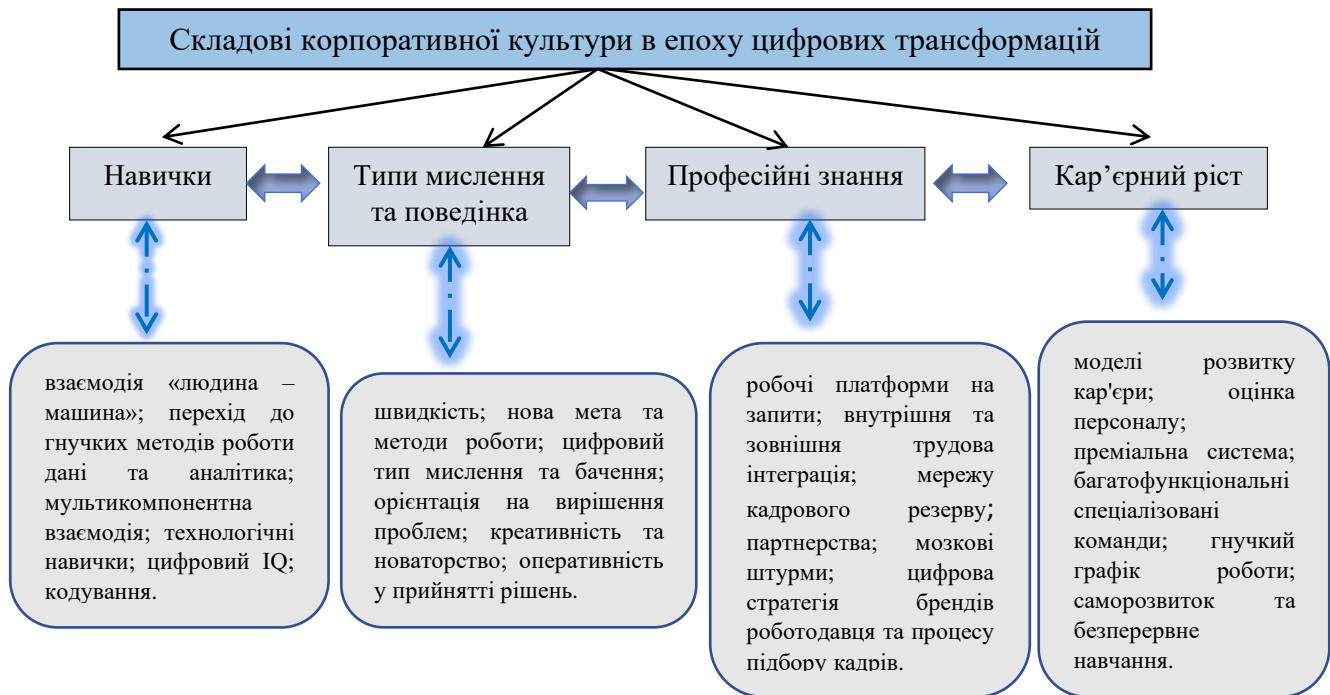 Складові корпоративної культури в епоху цифрових трансформацій
Навички
Типи мислення
та поведінка
Професійні знання
Кар’єрний ріст
взаємодія «людина –
машина»; перехід до
гнучких методів роботи
дані та аналітика;
мультикомпонентна
взаємодія; технологічні
навички; цифровий IQ;
кодування.
швидкість; нова мета та
методи роботи; цифровий
тип мислення та бачення;
орієнтація на вирішення
проблем; креативність та
новаторство; оперативність
у прийнятті рішень.
робочі платформи на
запити; внутрішня та
зовнішня трудова
інтеграція; мережу
кадрового резерву;
партнерства; мозкові
штурми; цифрова
стратегія брендів
роботодавця та процесу
підбору кадрів.
моделі розвитку
кар'єри; оцінка
персоналу;
преміальна система;
багатофункціональні
спеціалізовані
команди; гнучкий
графік роботи;
саморозвиток та
безперервне
навчання.